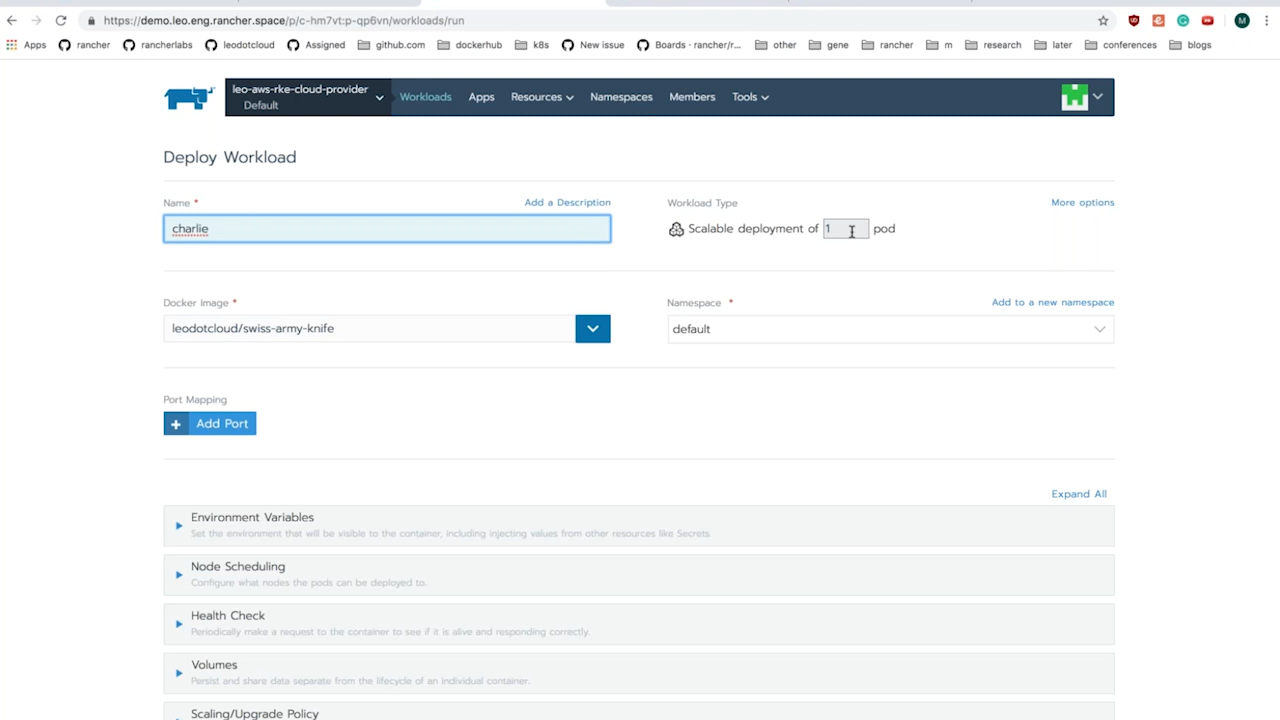 https://demo.leo.eng.rancher.space/p/c-hm7vt:p-qp6vn/workloads/run
M
Apps rancher rancherlabs leodotcloud Assigned github.com dockerhub k8s New issue Boards · rancher/r... other gene rancher m research later conferences blogs
leo-aws-rke-cloud-provider
Default
Workloads Apps Resources Namespaces Members Tools
Deploy Workload
Name * Add a Description
charlie
Workload Type More options
Scalable deployment of 1 pod
Docker Image *
leodotcloud/swiss-army-knife
Namespace * Add to a new namespace
default
Port Mapping
+ Add Port
Expand All
Environment Variables
Set the environment that will be visible to the container, including injecting values from other resources like Secrets.
Node Scheduling
Configure what nodes the pods can be deployed to.
Health Check
Periodically make a request to the container to see if it is alive and responding correctly.
Volumes
Persist and share data separate from the lifecycle of an individual container.
Scaling/Upgrade Policy